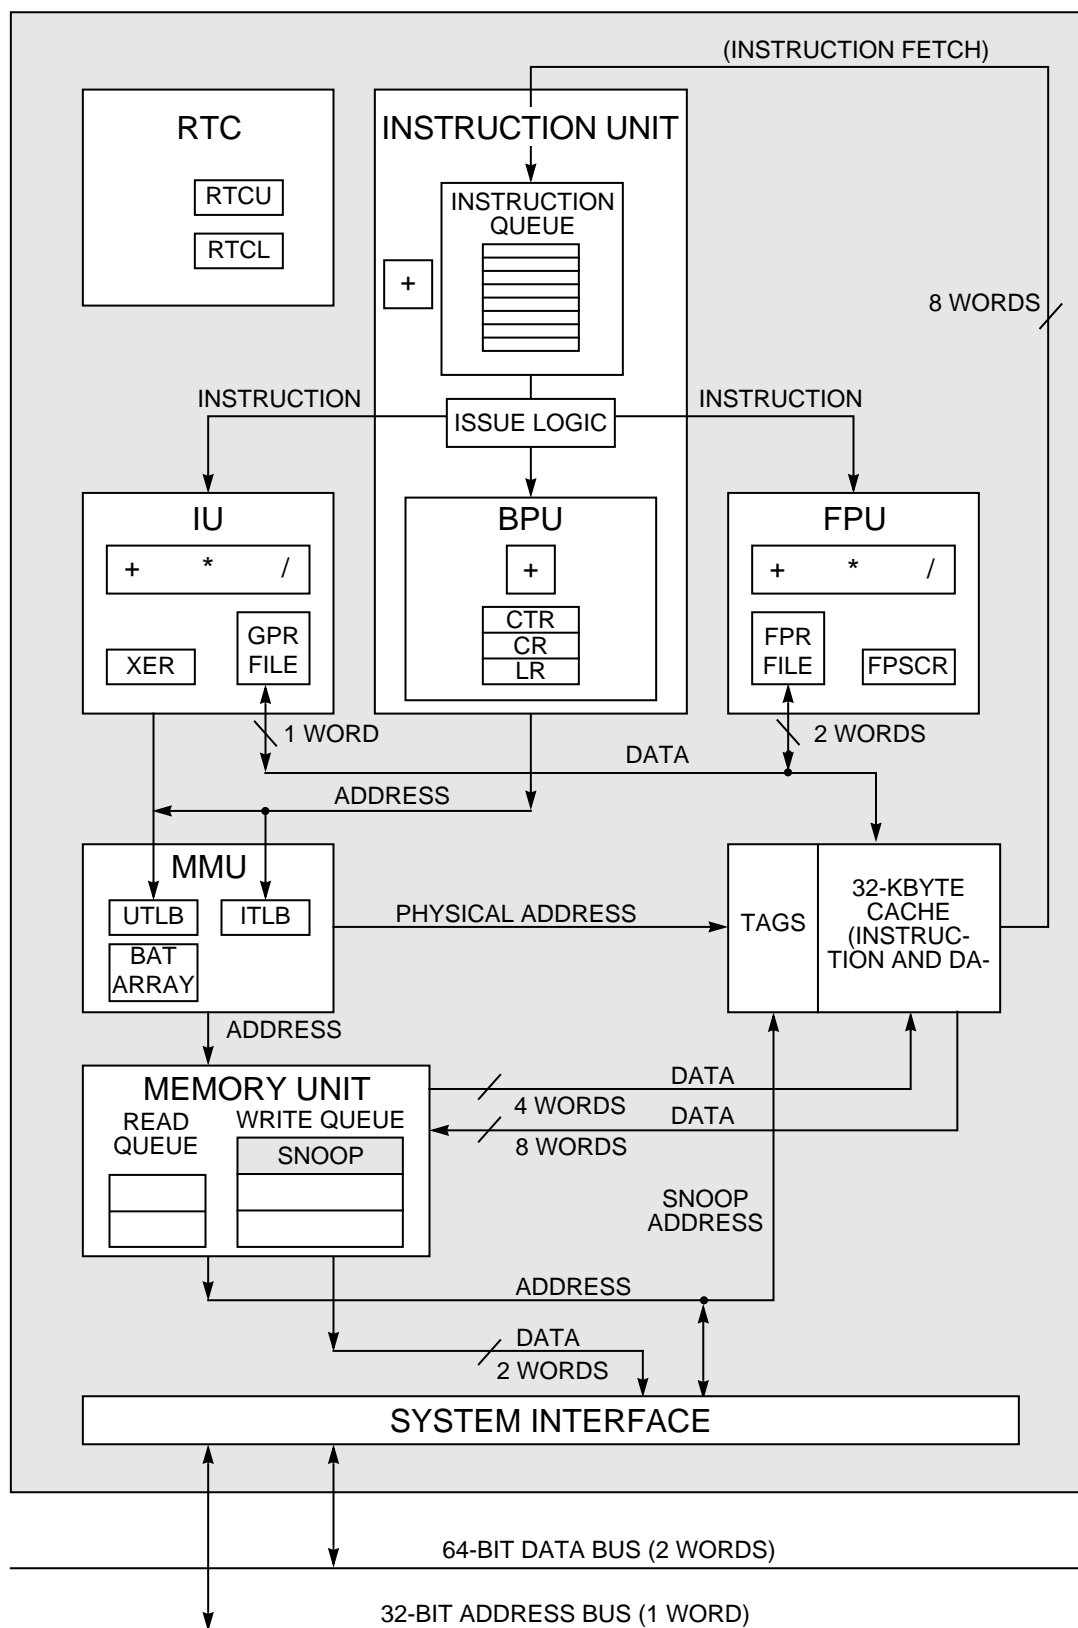 (INSTRUCTION FETCH)
RTC
RTCU
RTCL
INSTRUCTION UNIT
INSTRUCTION
QUEUE
+
8 WORDS
INSTRUCTION
ISSUE LOGIC
INSTRUCTION
IU
+ * /
XER
GPR
FILE
BPU
+
CTR
CR
LR
FPU
+ * /
FPR
FILE
FPSCR
1 WORD
2 WORDS
DATA
ADDRESS
MMU
UTLB
ITLB
BAT
ARRAY
PHYSICAL ADDRESS
TAGS
32-KBYTE
CACHE
(INSTRUC-
TION AND DA-
ADDRESS
MEMORY UNIT
READ
QUEUE
WRITE QUEUE
SNOOP
DATA
4 WORDS
DATA
8 WORDS
SNOOP
ADDRESS
ADDRESS
DATA
2 WORDS
SYSTEM INTERFACE
64-BIT DATA BUS (2 WORDS)
32-BIT ADDRESS BUS (1 WORD)